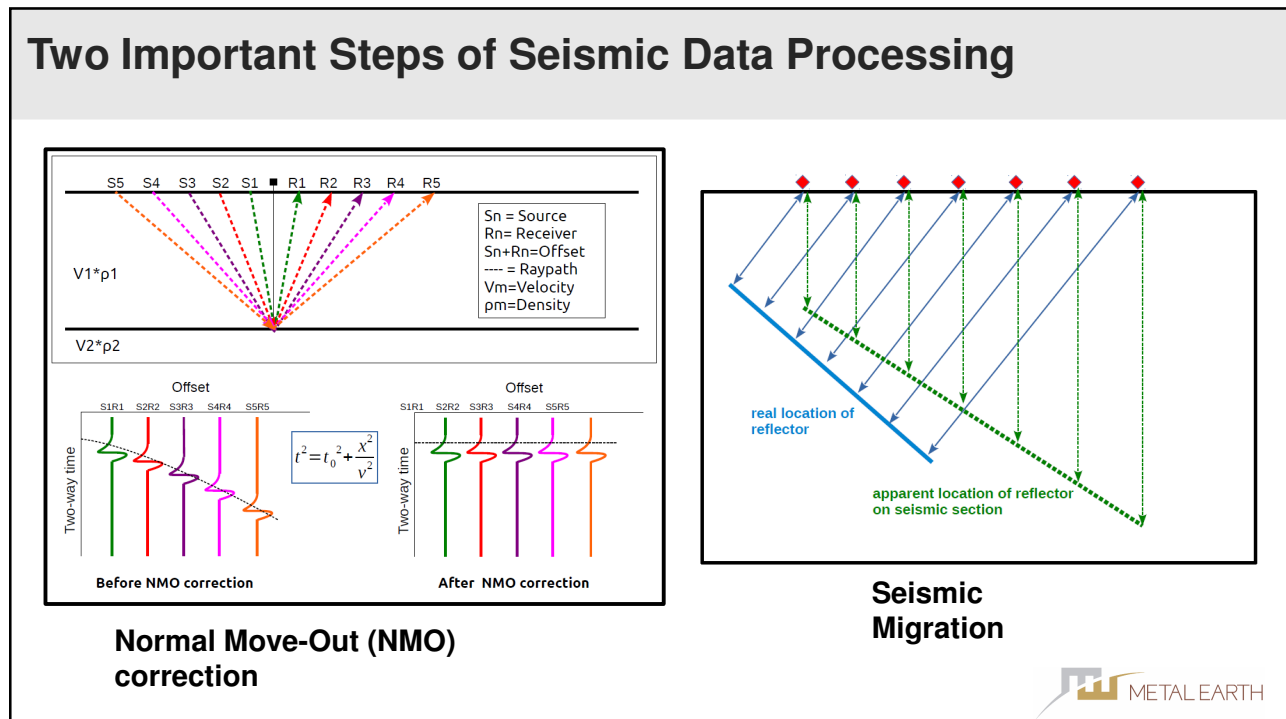 Two Important Steps of Seismic Data Processing
S5 S4 S3 S2 S1 R1 R2 R3 R4 R5
Sn = Source
Rn= Receiver
Sn+Rn=Offset
---- = Raypath
Vm=Velocity
ρm=Density
V1*ρ1
V2*ρ2
Offset
S1R1 S2R2 S3R3 S4R4 S5R5
Two-way time
Before NMO correction
t²=t₀²+x²/v²
Offset
S1R1 S2R2 S3R3 S4R4 S5R5
Two-way time
After NMO correction
Normal Move-Out (NMO)
correction
real location of
reflector
apparent location of reflector
on seismic section
Seismic
Migration
METAL EARTH